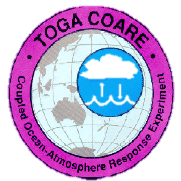 • TOGA COARE •
Coupled Ocean-Atmosphere Response Experiment